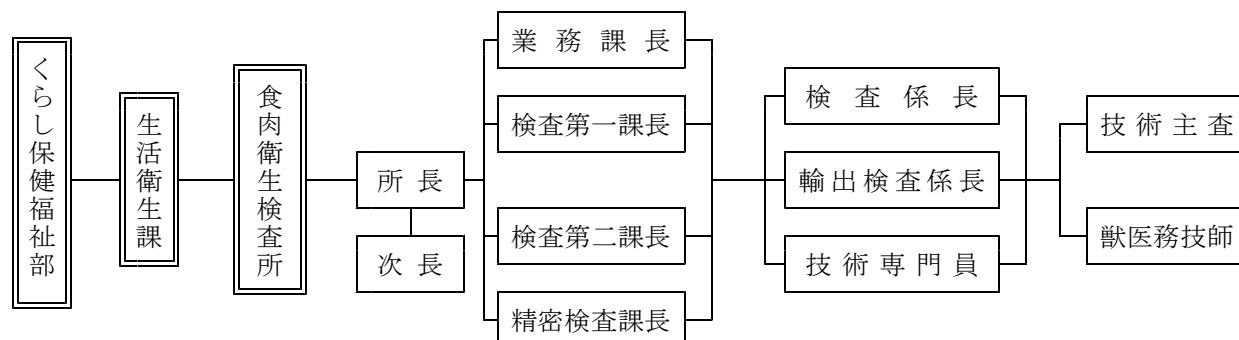 くらし保健福祉部
生活衛生課
食肉衛生検査所
所長
次長
業務課長
検査第一課長
検査第二課長
精密検査課長
検査係長
輸出検査係長
技術専門員
技術主査
獣医務技師